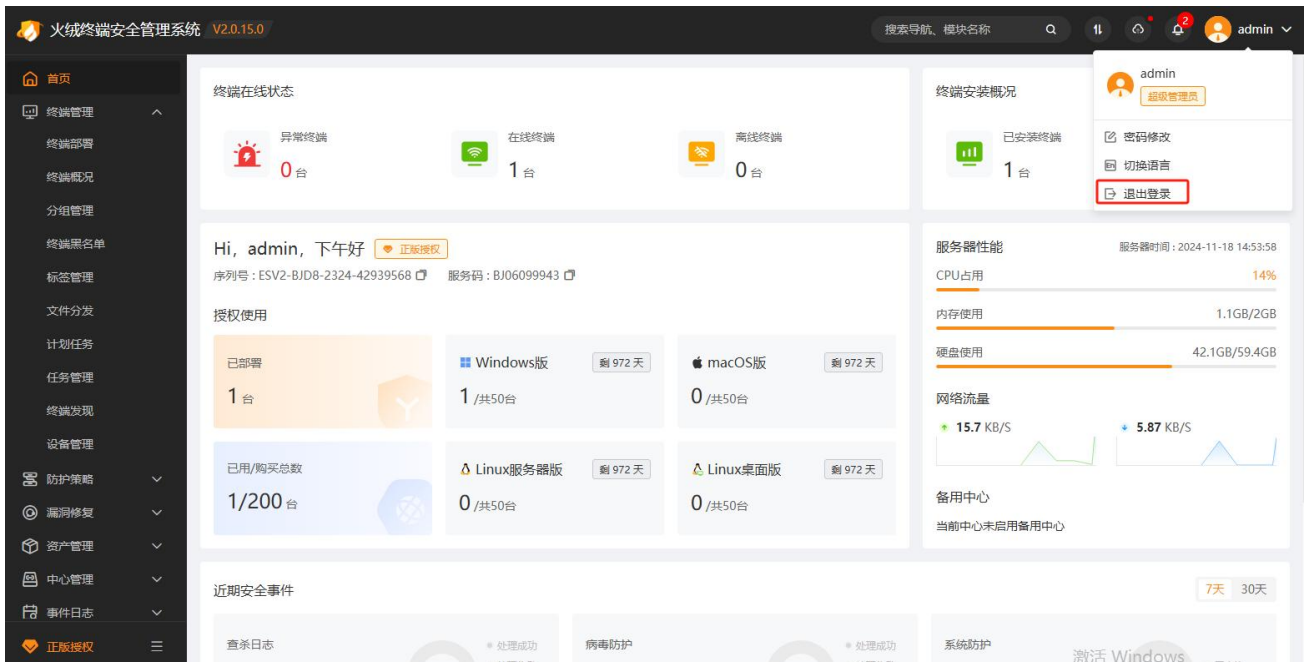 火绒终端安全管理系统 V2.0.15.0
搜索导航、模块名称
2
admin
首页
终端管理
终端部署
终端概况
分组管理
终端黑名单
标签管理
文件分发
计划任务
任务管理
终端发现
设备管理
防护策略
漏洞修复
资产管理
中心管理
事件日志
正版授权
终端在线状态
异常终端
0 台
在线终端
1 台
离线终端
0 台
终端安装概况
已安装终端
1 台
admin
超级管理员
密码修改
En 切换语言
退出登录
Hi, admin, 下午好 正版授权
序列号 : ESV2-BJD8-2324-42939568 服务码 : BJ06099943
授权使用
已部署
1 台
Windows版 剩 972 天
1 /共50台
macOS版 剩 972 天
0 /共50台
已用/购买总数
1/200 台
Linux服务器版 剩 972 天
0 /共50台
Linux桌面版 剩 972 天
0 /共50台
服务器性能 服务器时间 : 2024-11-18 14:53:58
CPU占用 14%
内存使用 1.1GB/2GB
硬盘使用 42.1GB/59.4GB
网络流量
15.7 KB/S 5.87 KB/S
备用中心
当前中心未启用备用中心
近期安全事件 7天 30天
查杀日志 处理成功
病毒防护 处理成功
系统防护
激活 Windows